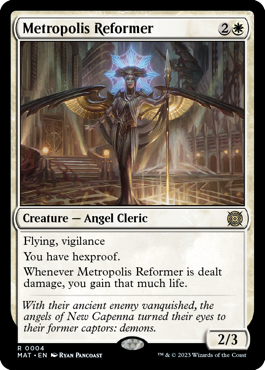 Metropolis Reformer 2
Creature — Angel Cleric
Flying, vigilance
You have hexproof.
Whenever Metropolis Reformer is dealt
damage, you gain that much life.
With their ancient enemy vanquished, the
angels of New Capenna turned their eyes to
their former captors: demons.
2/3
R 0004
MAT • EN RYAN PANCOAST
™ & © 2023 Wizards of the Coast